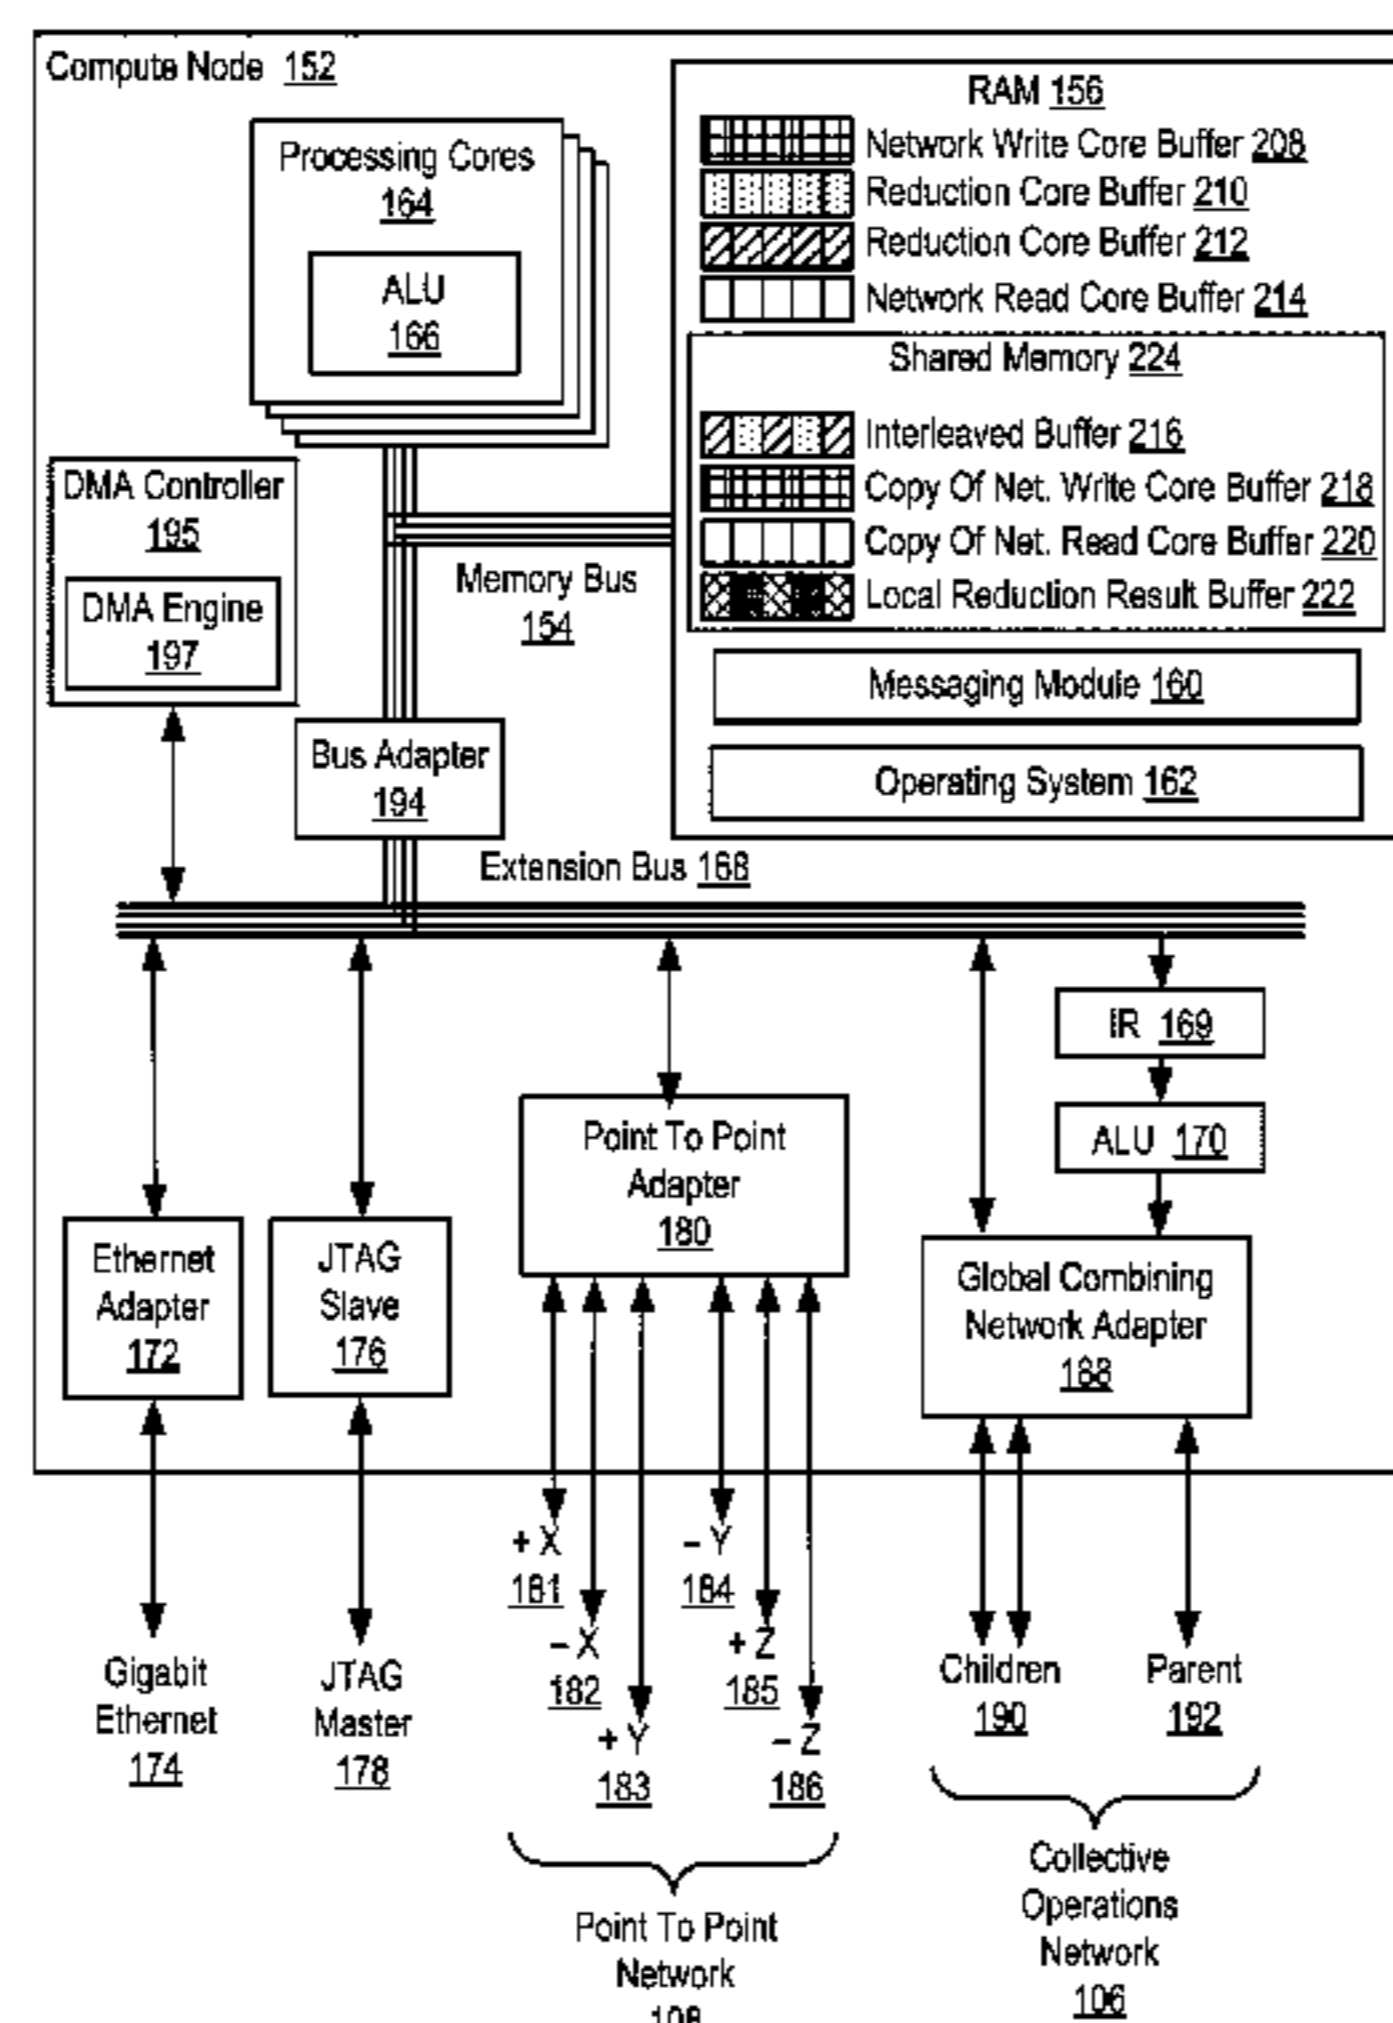 Compute Node 152
Processing Cores
164
ALU
166
RAM 156
Network Write Core Buffer 208
Reduction Core Buffer 210
Reduction Core Buffer 212
Network Read Core Buffer 214
Shared Memory 224
Interleaved Buffer 216
Copy Of Net. Write Core Buffer 218
Copy Of Net. Read Core Buffer 220
Local Reduction Result Buffer 222
Messaging Module 160
Operating System 162
DMA Controller
195
DMA Engine
197
Memory Bus
154
Bus Adapter
194
Extension Bus 168
IR 169
ALU 170
Point To Point
Adapter
180
Ethernet
Adapter
172
JTAG
Slave
176
Global Combining
Network Adapter
188
+ X
181
– X
182
+ Y
183
– Y
184
+ Z
185
– Z
186
Gigabit
Ethernet
174
JTAG
Master
178
Children
190
Parent
192
Point To Point
Network
108
Collective
Operations
Network
106